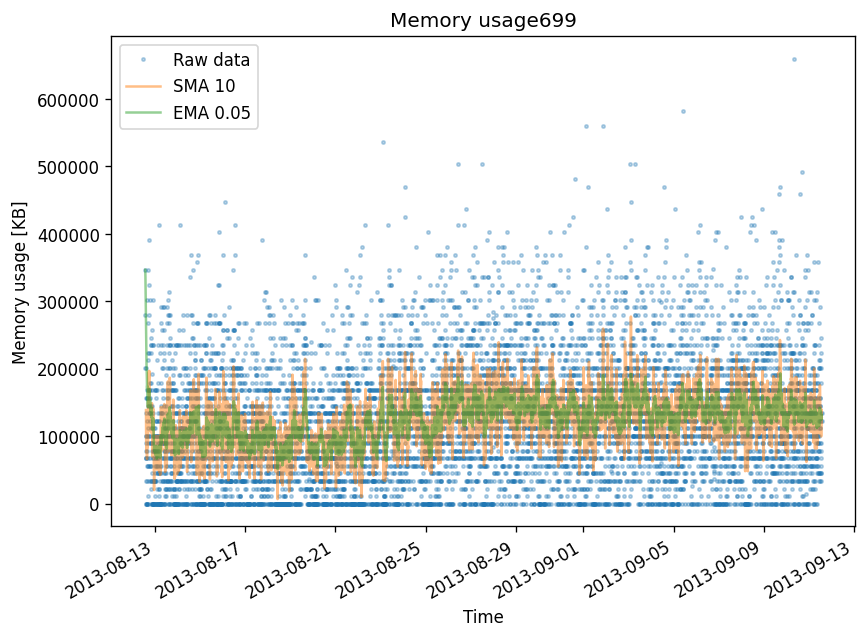 Memory usage699
Raw data
SMA 10
EMA 0.05
Memory usage [KB]
600000
500000
400000
300000
200000
100000
0
2013-08-13
2013-08-17
2013-08-21
2013-08-25
2013-08-29
2013-09-01
2013-09-05
2013-09-09
2013-09-13
Time